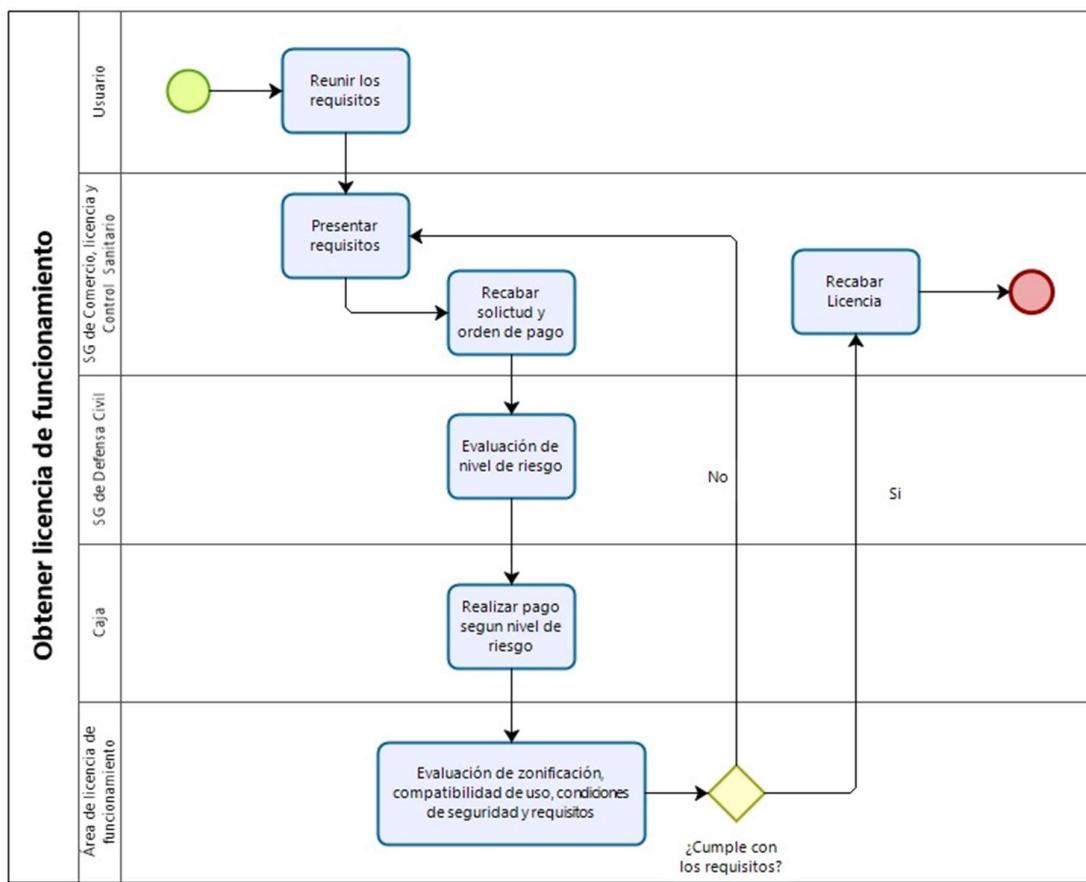 Obtener licencia de funcionamiento
Usuario
Reunir los
requisitos
SG de Comercio, licencia y
Control Sanitario
Presentar
requisitos
Recabar
solictud y
orden de pago
Recabar
Licencia
SG de Defensa Civil
Evaluación de
nivel de riesgo
No
Si
Caja
Realizar pago
segun nivel de
riesgo
Área de licencia de
funcionamiento
Evaluación de zonificación,
compatibilidad de uso, condiciones
de seguridad y requisitos
¿Cumple con
los requisitos?